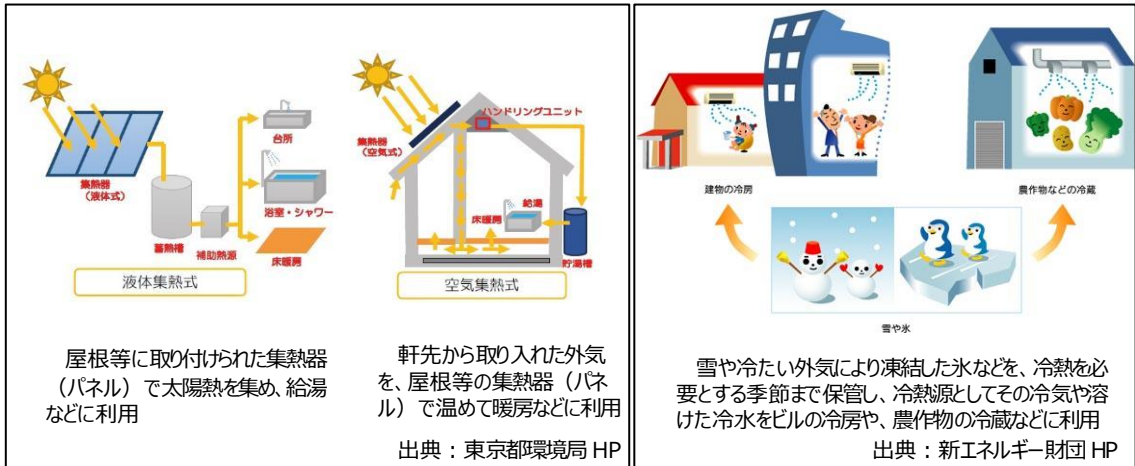 台所
集熱器
（液体式）
浴室・シャワー
蓄熱槽
補助熱源
床暖房
液体集熱式
ハンドリングユニット
集熱器
（空気式）
給湯
床暖房
貯湯槽
空気集熱式
屋根等に取り付けられた集熱器
（パネル）で太陽熱を集め、給湯
などに利用
軒先から取り入れた外気
を、屋根等の集熱器（パネ
ル）で温めて暖房などに利用
出典：東京都環境局 HP
建物の冷房
農作物などの冷蔵
雪や氷
雪や冷たい外気により凍結した氷などを、冷熱を必
要とする季節まで保管し、冷熱源としてその冷気や溶
けた冷水をビルの冷房や、農作物の冷蔵などに利用
出典：新エネルギー財団 HP